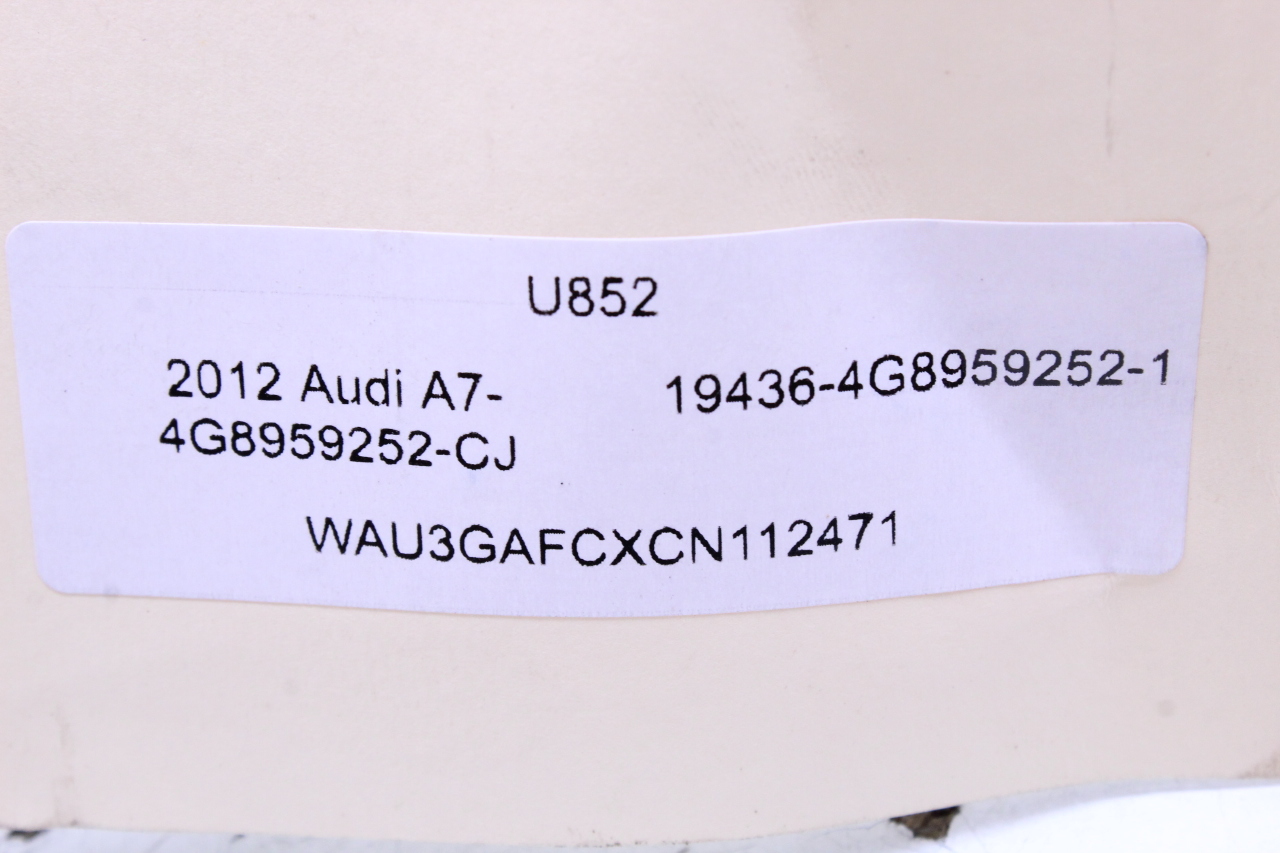 U852
2012 Audi A7-
4G8959252-CJ
19436-4G8959252-1
WAU3GAFCXCN112471